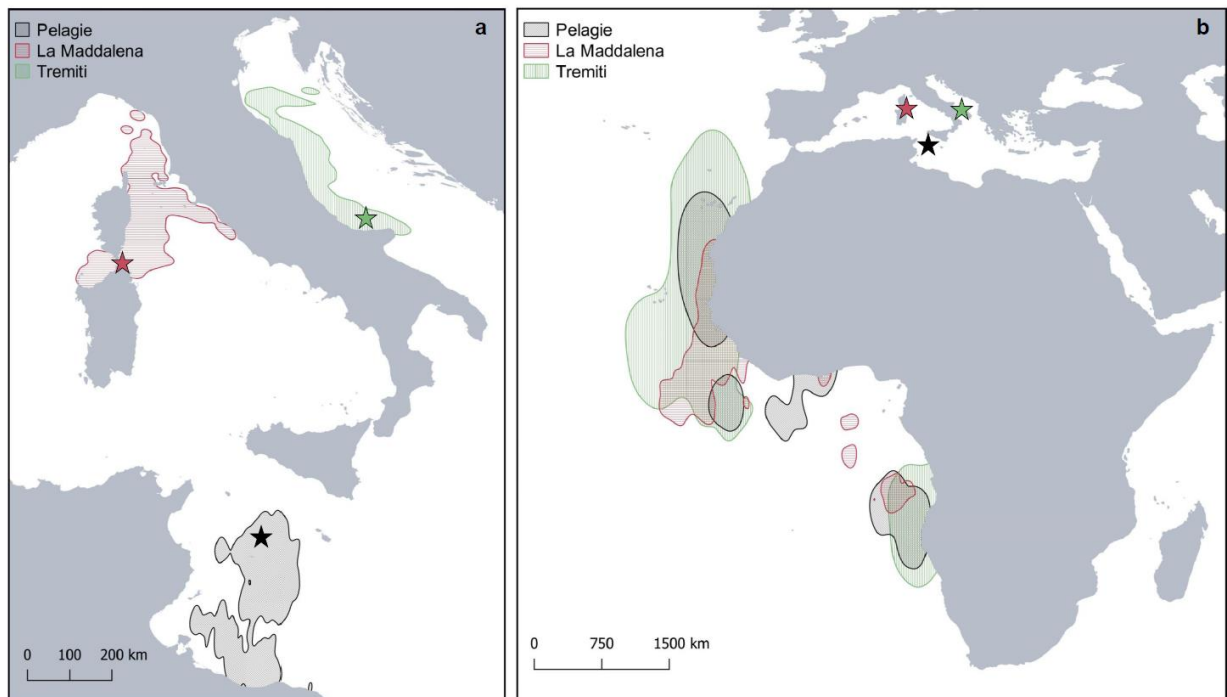 a
Pelagie
La Maddalena
Tremiti
0 100 200 km
b
Pelagie
La Maddalena
Tremiti
0 750 1500 km